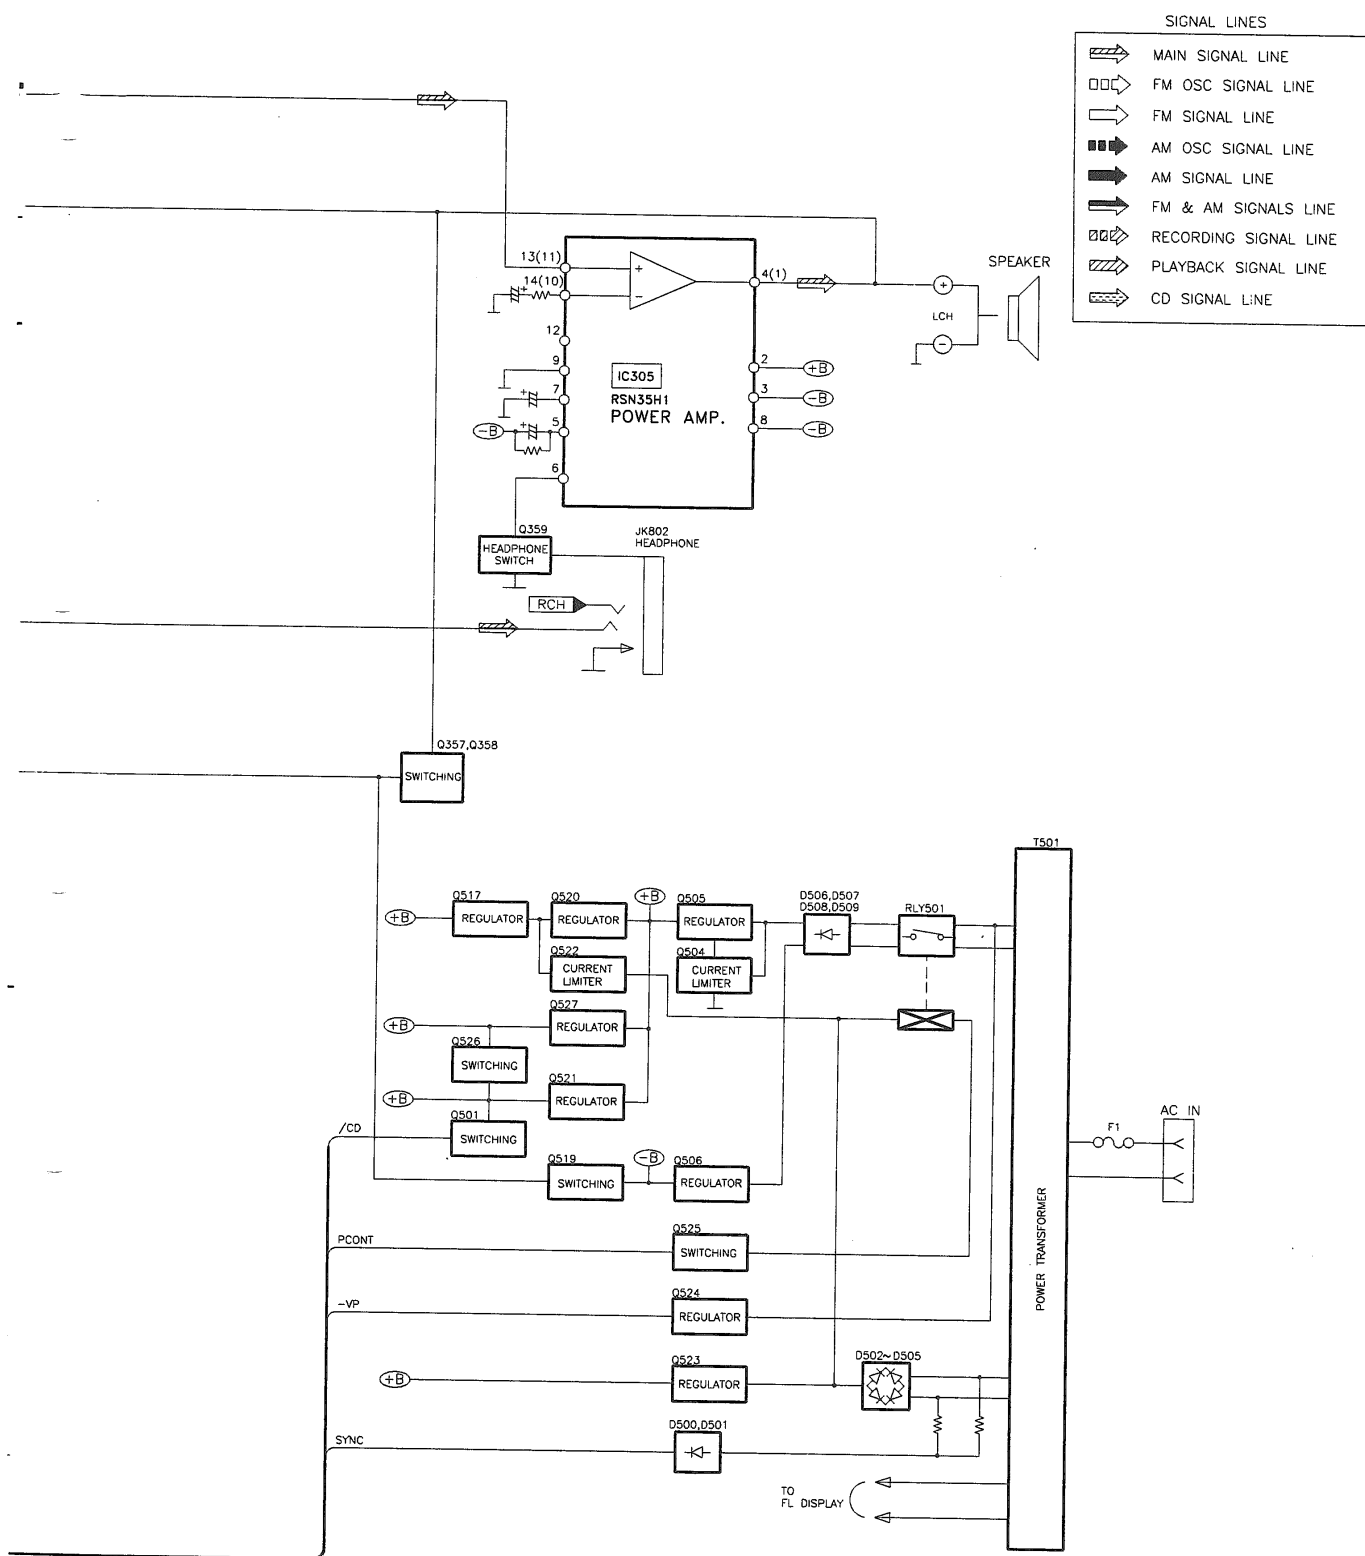 SIGNAL LINES
MAIN SIGNAL LINE
FM OSC SIGNAL LINE
FM SIGNAL LINE
AM OSC SIGNAL LINE
AM SIGNAL LINE
FM & AM SIGNALS LINE
RECORDING SIGNAL LINE
PLAYBACK SIGNAL LINE
CD SIGNAL LINE
13(11)
+
14(10)
+
−
4(1)
SPEAKER
+
LCH
−
12
9
7
+
5
+
−B
6
IC305
RSN35H1
POWER AMP.
2
+B
3
−B
8
−B
Q359
HEADPHONE
SWITCH
JK802
HEADPHONE
RCH
Q357,Q358
SWITCHING
T501
POWER TRANSFORMER
+B
Q517
REGULATOR
Q520
REGULATOR
+B
Q505
REGULATOR
D506,D507
D508,D509
RLY501
Q522
CURRENT
LIMITER
Q504
CURRENT
LIMITER
+B
Q527
REGULATOR
Q526
SWITCHING
+B
Q521
REGULATOR
/CD
Q501
SWITCHING
Q519
SWITCHING
−B
Q506
REGULATOR
F1
AC IN
PCONT
Q525
SWITCHING
−VP
Q524
REGULATOR
+B
Q523
REGULATOR
D502~D505
SYNC
D500,D501
TO
FL DISPLAY